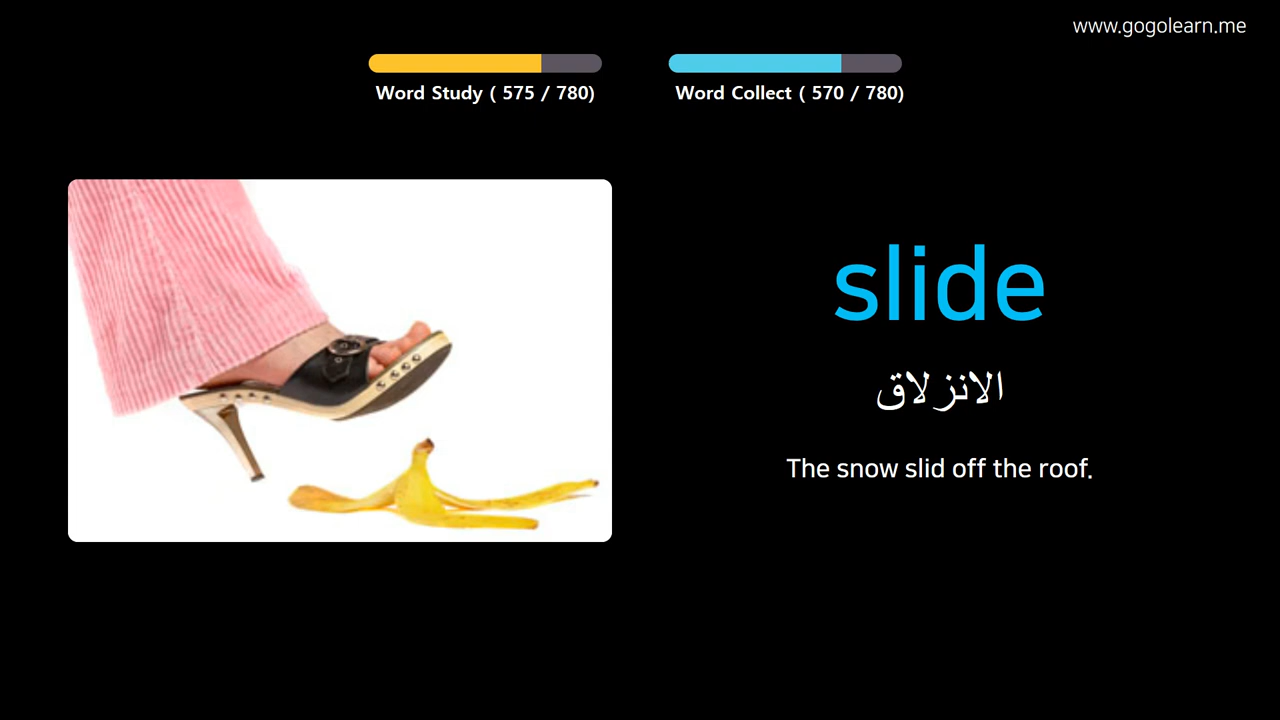 www.gogolearn.me
Word Study ( 575 / 780)
Word Collect ( 570 / 780)
slide
الانزلاق
The snow slid off the roof.